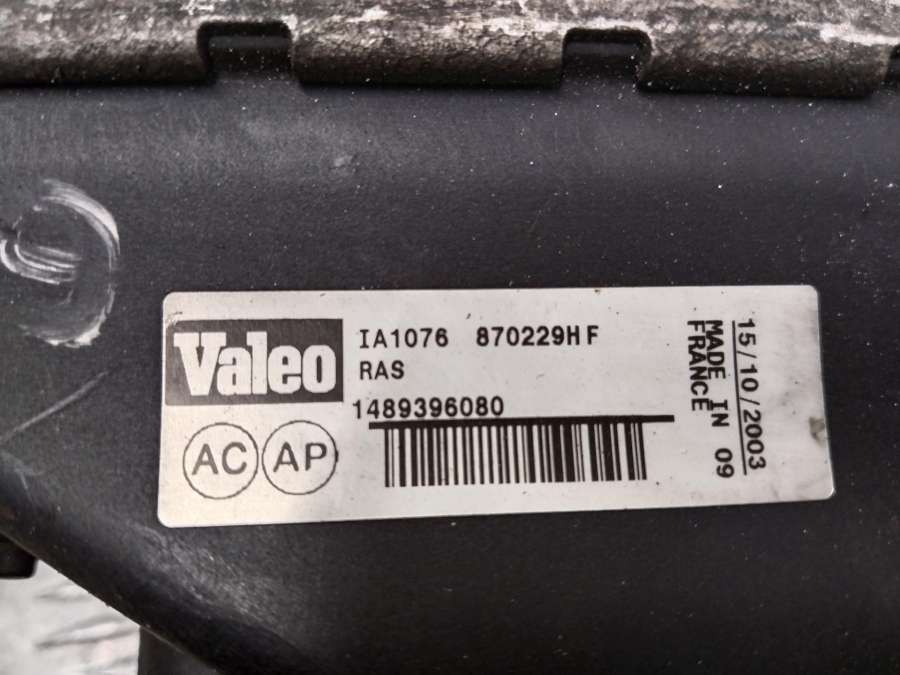 Valeo
IA1076 870229HF
RAS
1489396080
AC AP
15/10/2003
MADE IN 09
FRANCE